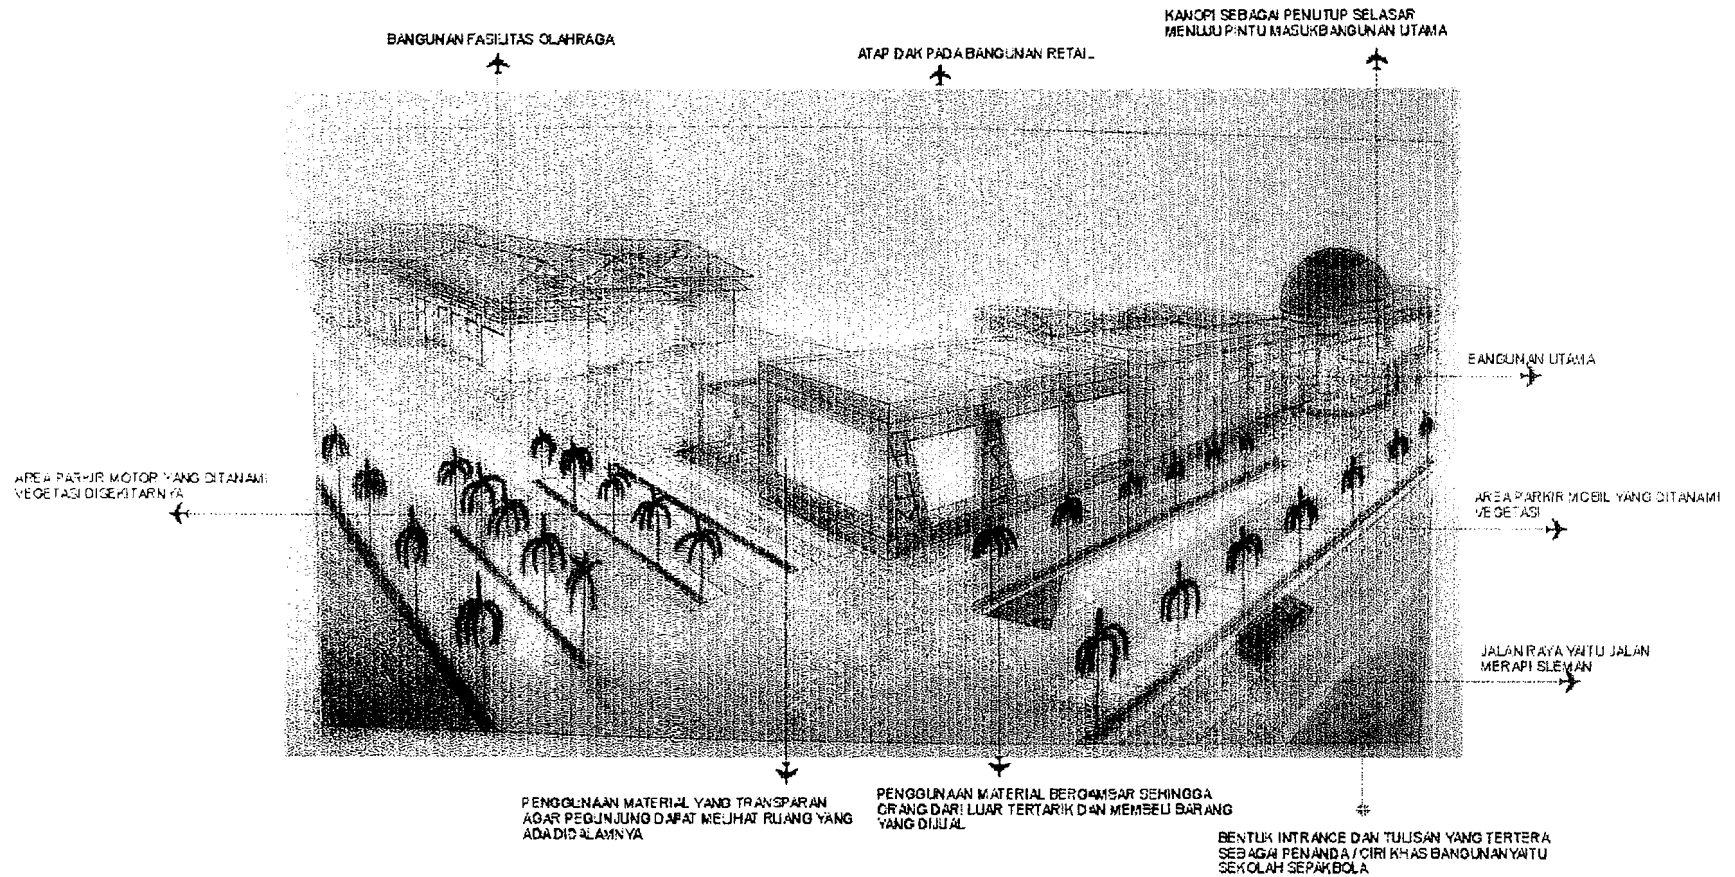 KANOPI SEBAGAI PENUTUP SELASAR
MENUJU PINTU MASUKBANGUNAN UTAMA
BANGUNAN FASILITAS OLAHRAGA
ATAP DAK PADA BANGUNAN RETAIL
BANGUNAN UTAMA
AREA PARKIR MOTOR YANG DITANAMI
VEGETASI DISEKITARNYA
AREA PARKIR MOBIL YANG DITANAMI
VEGETASI
JALAN RAYA YAITU JALAN
MERAPI SLEMAN
PENGGUNAAN MATERIAL YANG TRANSPARAN
AGAR PEGUNJUNG DAPAT MELIHAT RUANG YANG
ADA DIDALAMNYA
PENGGUNAAN MATERIAL BERGAMBAR SEHINGGA
ORANG DARI LUAR TERTARIK DAN MEMBELI BARANG
YANG DIJUAL
BENTUK INTRANCE DAN TULISAN YANG TERTERA
SEBAGAI PENANDA / CIRI KHAS BANGUNAN YAITU
SEKOLAH SEPAKBOLA